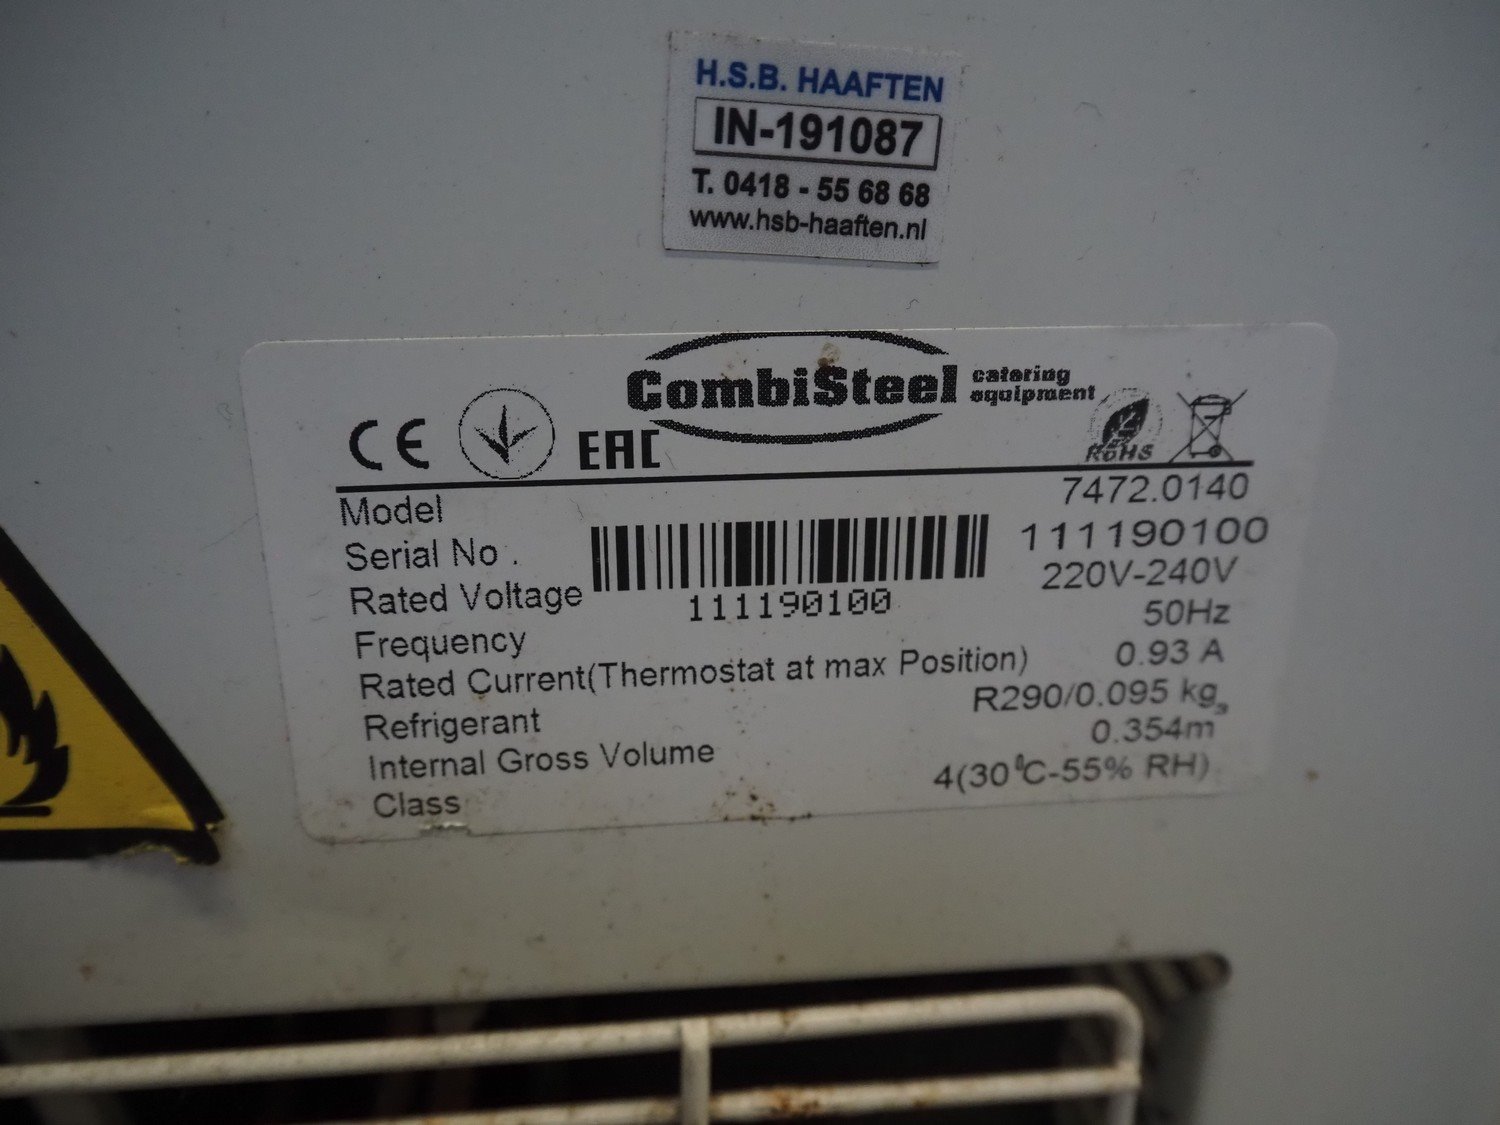 H.S.B. HAAFTEN
IN-191087
T. 0418 - 55 68 68
www.hsb-haaften.nl
CombiSteel catering equipment
CE EAC RoHS
Model 7472.0140
Serial No . 111190100
Rated Voltage 220V-240V
111190100
Frequency 50Hz
Rated Current(Thermostat at max Position) 0.93 A
Refrigerant R290/0.095 kg
Internal Gross Volume 0.354m³
Class 4(30°C-55% RH)